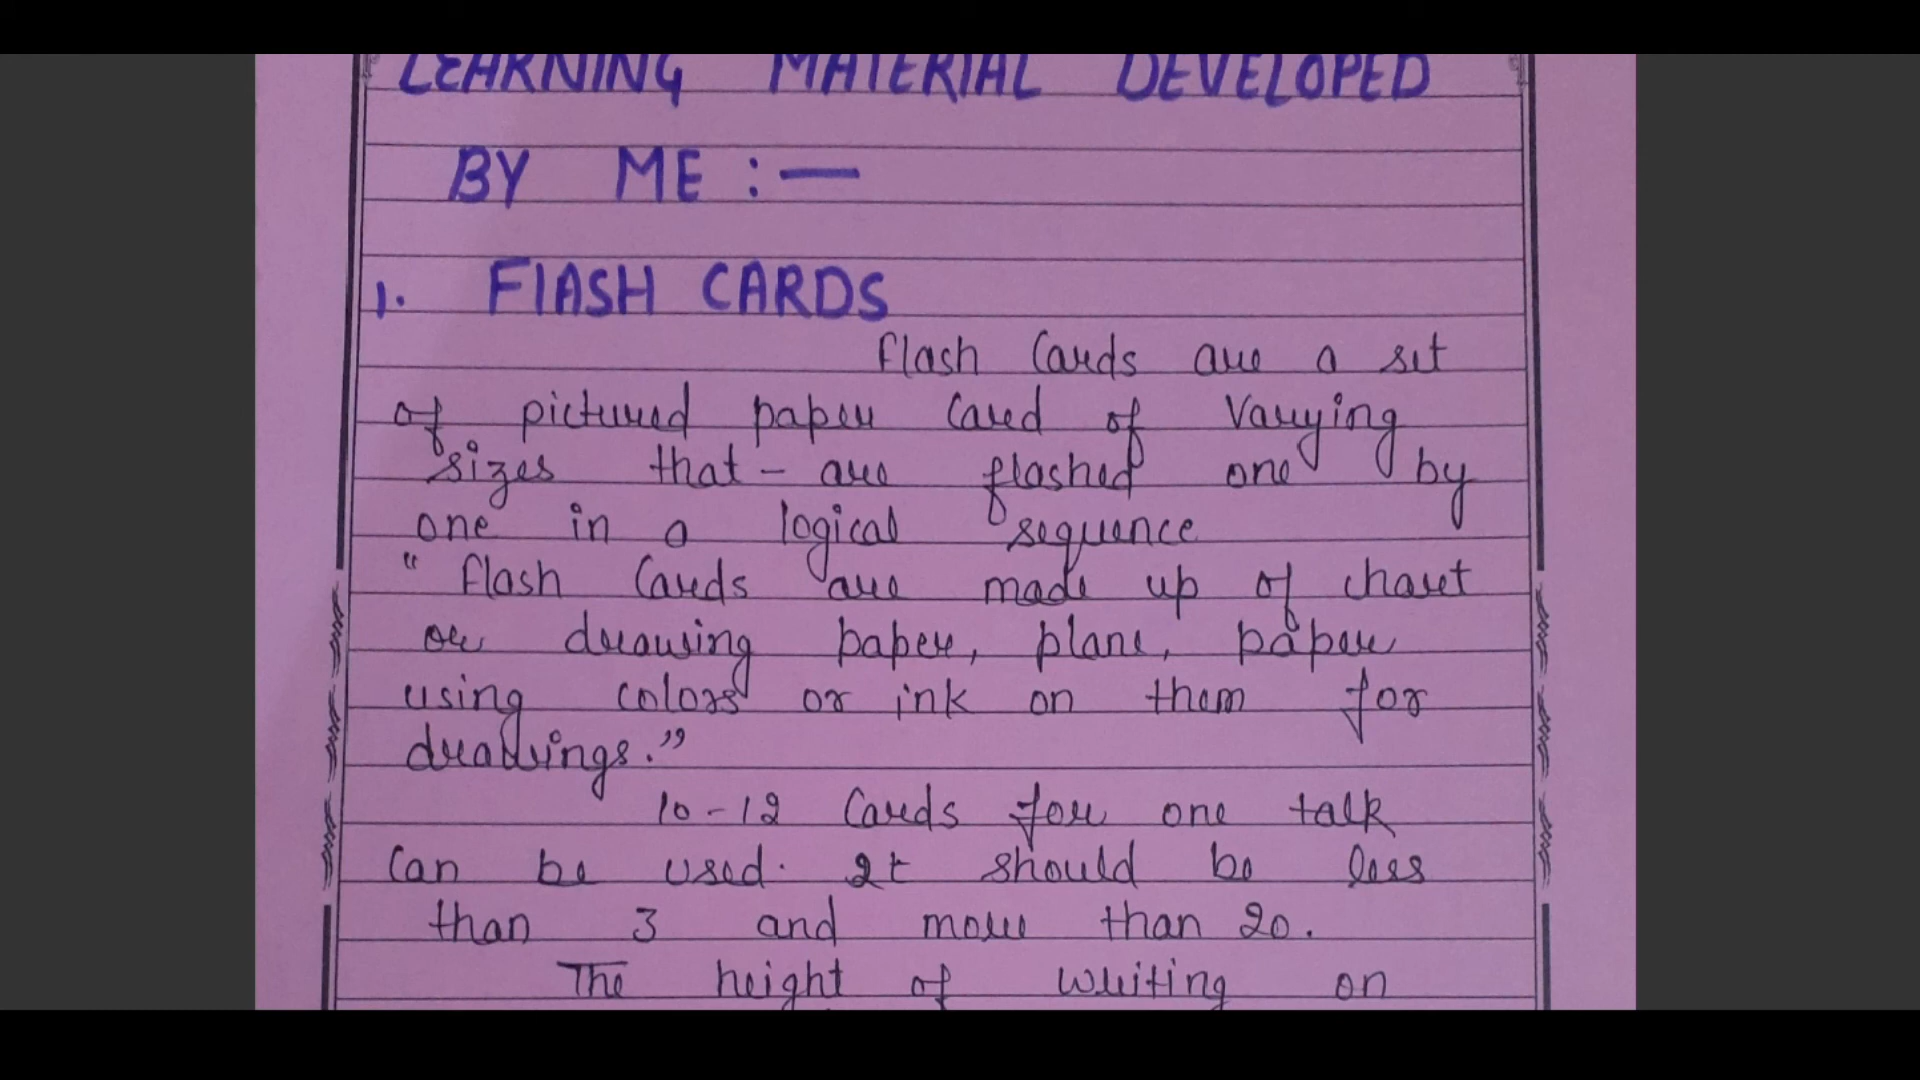 LEARNING MATERIAL DEVELOPED
BY ME :—
1. FlASH CARDS
Flash Cards are a set
of pictured paper Card of Varying
sizes that - are flashed one by
one in a logical sequence
" Flash Cards are made up of chart
or drawing paper, plane, paper
using colors or ink on them for
drawings."
10-12 Cards for one talk
Can be used. It should be less
than 3 and more than 20.
The height of writing on